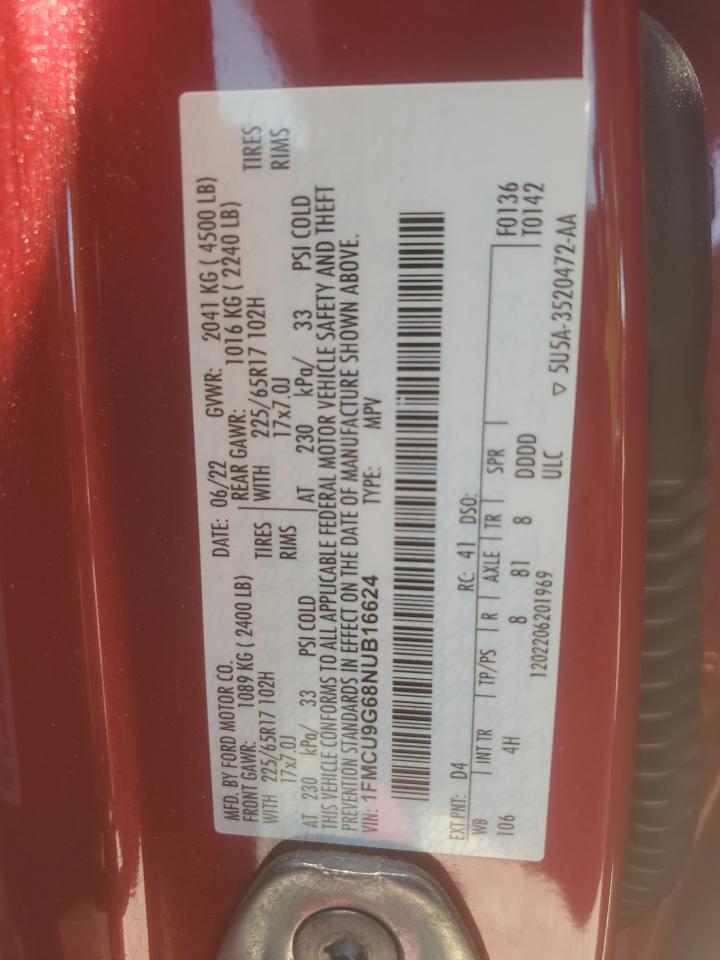 MFD. BY FORD MOTOR CO.
DATE: 06/22 GVWR: 2041 KG ( 4500 LB)
FRONT GAWR: 1089 KG ( 2400 LB)
REAR GAWR: 1016 KG ( 2240 LB)
WITH 225/65R17 102H TIRES
WITH 225/65R17 102H TIRES
17x7.0J RIMS
17x7.0J RIMS
AT 230 kPa/ 33 PSI COLD
AT 230 kPa/ 33 PSI COLD
THIS VEHICLE CONFORMS TO ALL APPLICABLE FEDERAL MOTOR VEHICLE SAFETY AND THEFT
PREVENTION STANDARDS IN EFFECT ON THE DATE OF MANUFACTURE SHOWN ABOVE.
VIN: 1FMCU9G68NUB16624 TYPE: MPV
EXT PNT: D4 RC: 41 DSO:
WB INT TR TP/PS R AXLE TR SPR
F0136
106 4H 8 81 8 DDDD T0142
1202206201969 ULC
▽ 5U5A-3520472-AA